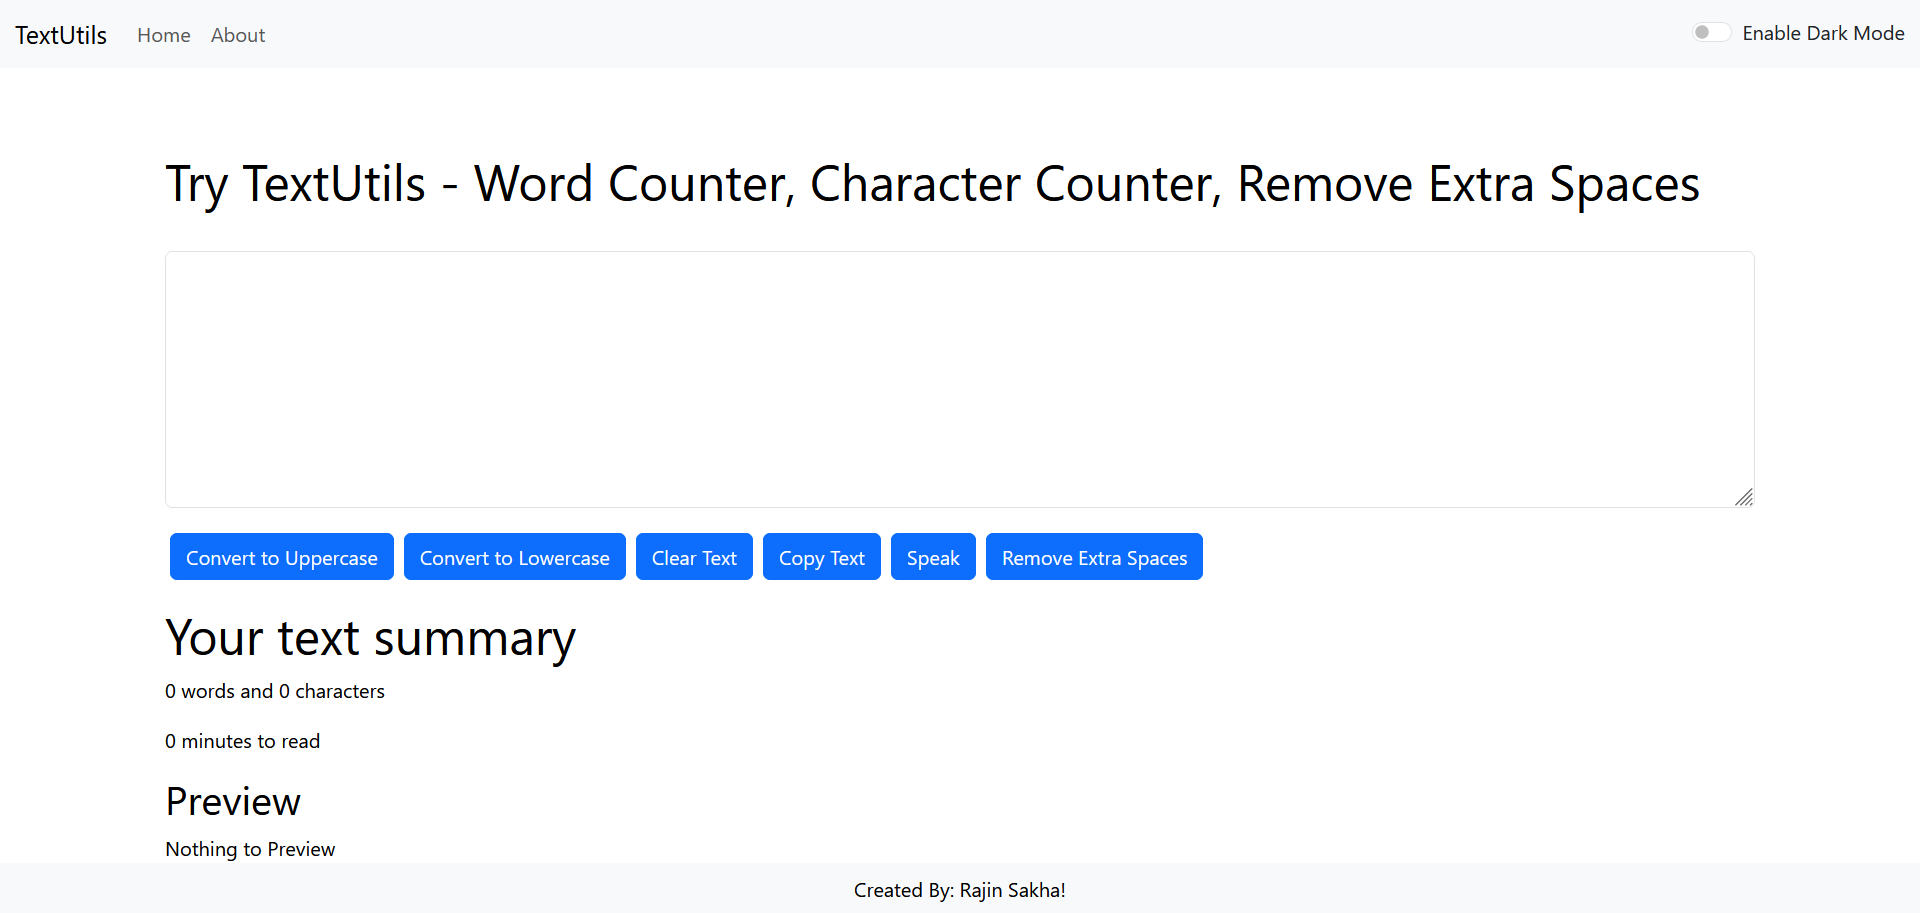 TextUtils Home About Enable Dark Mode
Try TextUtils - Word Counter, Character Counter, Remove Extra Spaces
Convert to Uppercase Convert to Lowercase Clear Text Copy Text Speak Remove Extra Spaces
Your text summary
0 words and 0 characters
0 minutes to read
Preview
Nothing to Preview
Created By: Rajin Sakha!